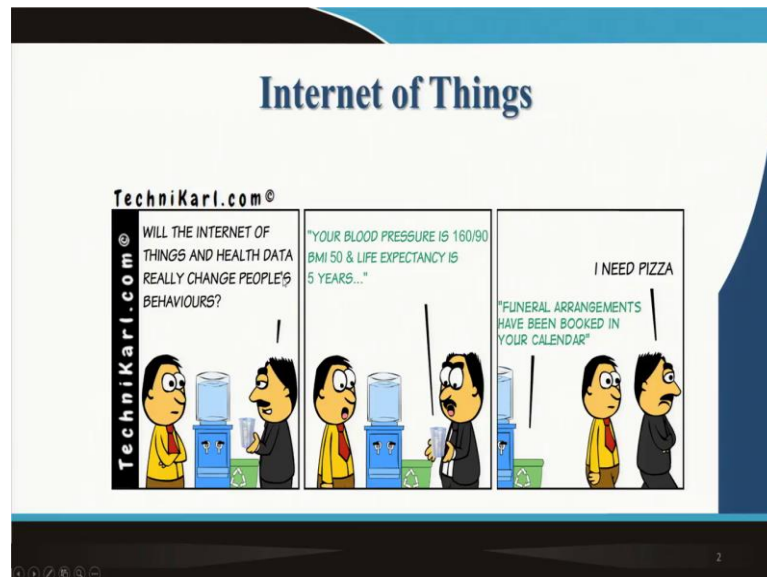 Internet of Things
TechniKarl.com©
TechniKarl.com©
WILL THE INTERNET OF
THINGS AND HEALTH DATA
REALLY CHANGE PEOPLE'S
BEHAVIOURS?
"YOUR BLOOD PRESSURE IS 160/90
BMI 50 & LIFE EXPECTANCY IS
5 YEARS..."
I NEED PIZZA
"FUNERAL ARRANGEMENTS
HAVE BEEN BOOKED IN
YOUR CALENDAR"
2